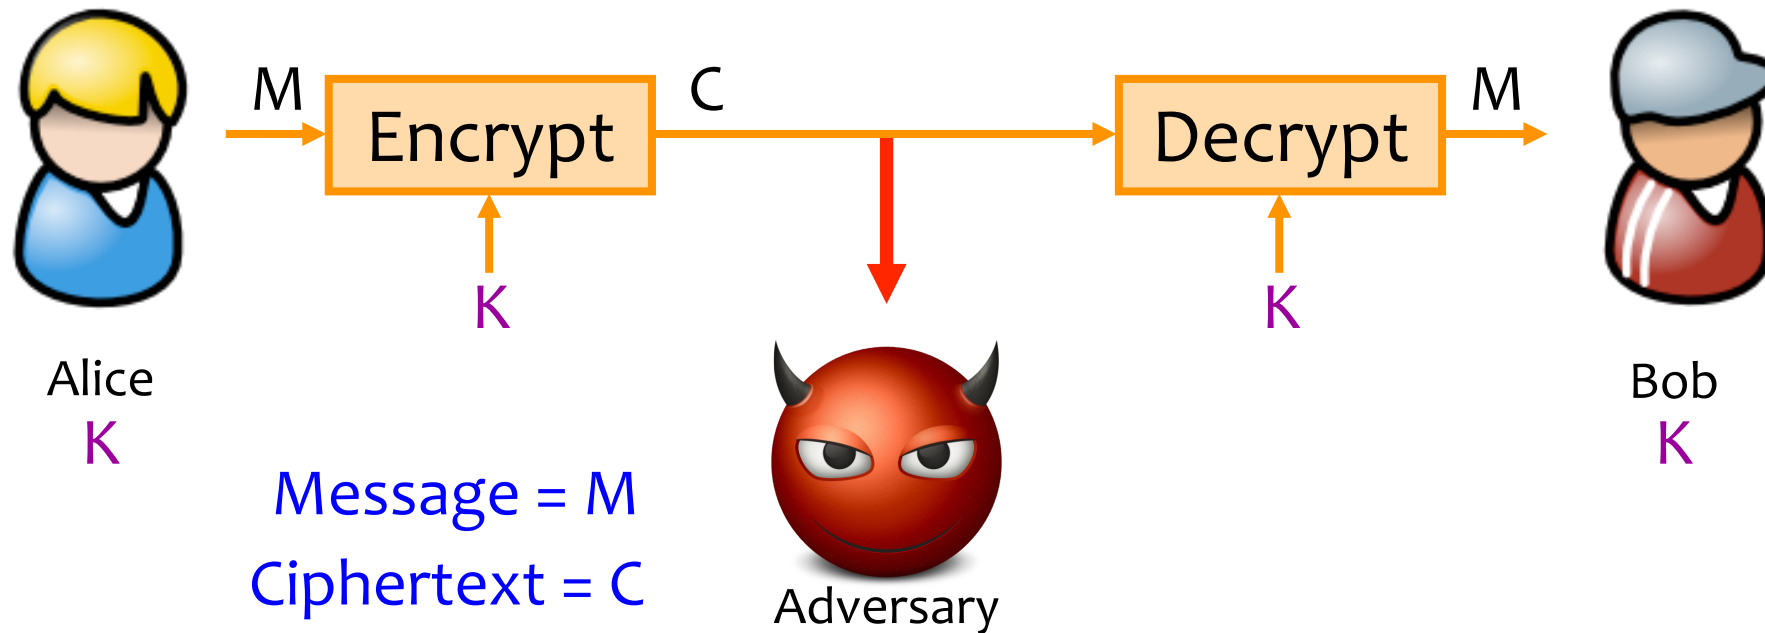 M
Encrypt
C
Decrypt
M
K
K
Alice
K
Bob
K
Message = M
Ciphertext = C
Adversary